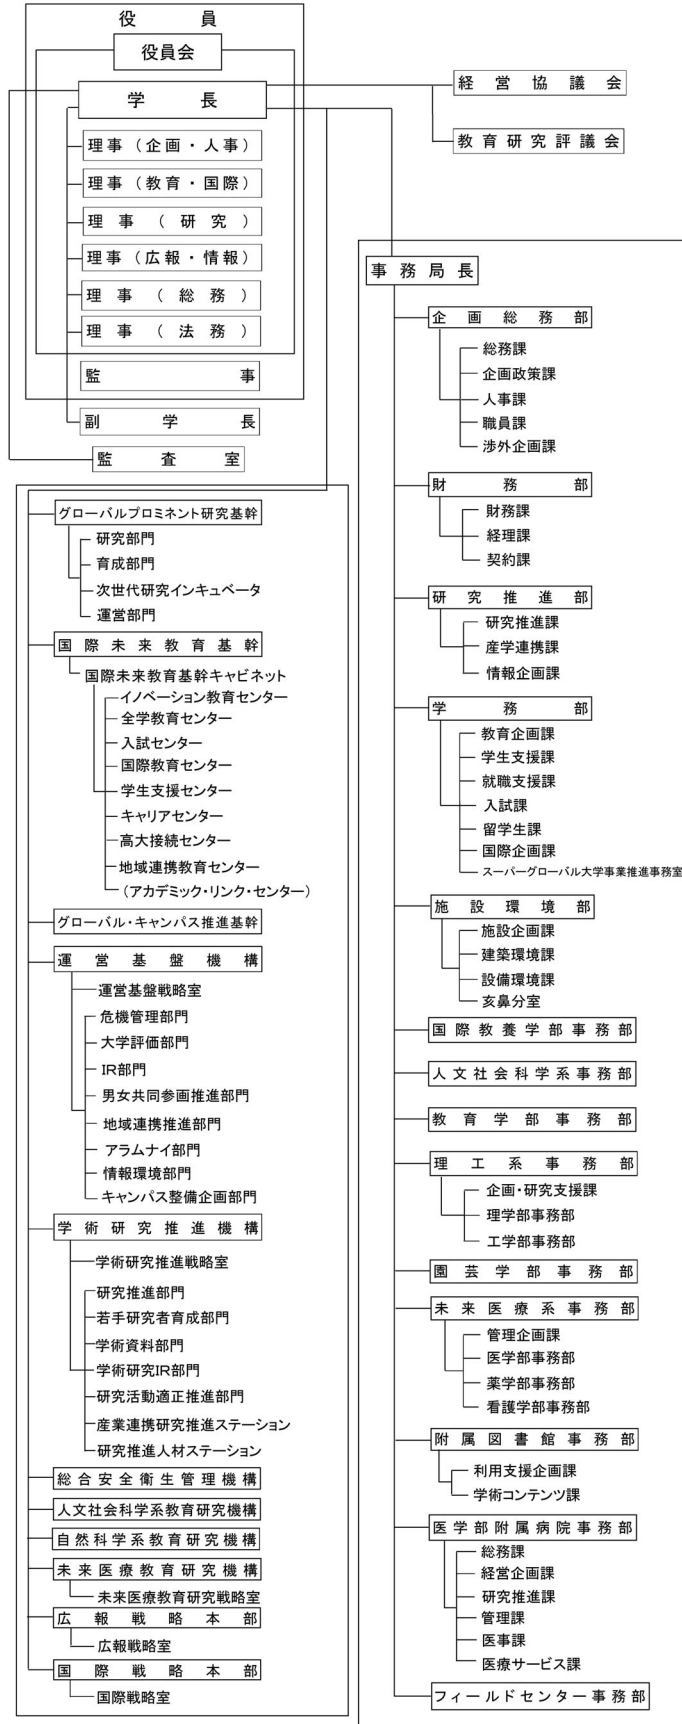 役員
役員会
学長
理事（企画・人事）
理事（教育・国際）
理事（研究）
理事（広報・情報）
理事（総務）
理事（法務）
監事
副学長
監査室
経営協議会
教育研究評議会
グローバルプロミネント研究基幹
研究部門
育成部門
次世代研究インキュベータ
運営部門
国際未来教育基幹
国際未来教育基幹キャビネット
イノベーション教育センター
全学教育センター
入試センター
国際教育センター
学生支援センター
キャリアセンター
高大接続センター
地域連携教育センター
（アカデミック・リンク・センター）
グローバル・キャンパス推進基幹
運営基盤機構
運営基盤戦略室
危機管理部門
大学評価部門
IR部門
男女共同参画推進部門
地域連携推進部門
アラムナイ部門
情報環境部門
キャンパス整備企画部門
学術研究推進機構
学術研究推進戦略室
研究推進部門
若手研究者育成部門
学術資料部門
学術研究IR部門
研究活動適正推進部門
産業連携研究推進ステーション
研究推進人材ステーション
総合安全衛生管理機構
人文社会科学系教育研究機構
自然科学系教育研究機構
未来医療教育研究機構
未来医療教育研究戦略室
広報戦略本部
広報戦略室
国際戦略本部
国際戦略室
事務局長
企画総務部
総務課
企画政策課
人事課
職員課
渉外企画課
財務部
財務課
経理課
契約課
研究推進部
研究推進課
産学連携課
情報企画課
学務部
教育企画課
学生支援課
就職支援課
入試課
留学生課
国際企画課
スーパーグローバル大学事業推進事務室
施設環境部
施設企画課
建築環境課
設備環境課
亥鼻分室
国際教養学部事務部
人文社会科学系事務部
教育学部事務部
理工系事務部
企画・研究支援課
理学部事務部
工学部事務部
園芸学部事務部
未来医療系事務部
管理企画課
医学部事務部
薬学部事務部
看護学部事務部
附属図書館事務部
利用支援企画課
学術コンテンツ課
医学部附属病院事務部
総務課
経営企画課
研究推進課
管理課
医事課
医療サービス課
フィールドセンター事務部